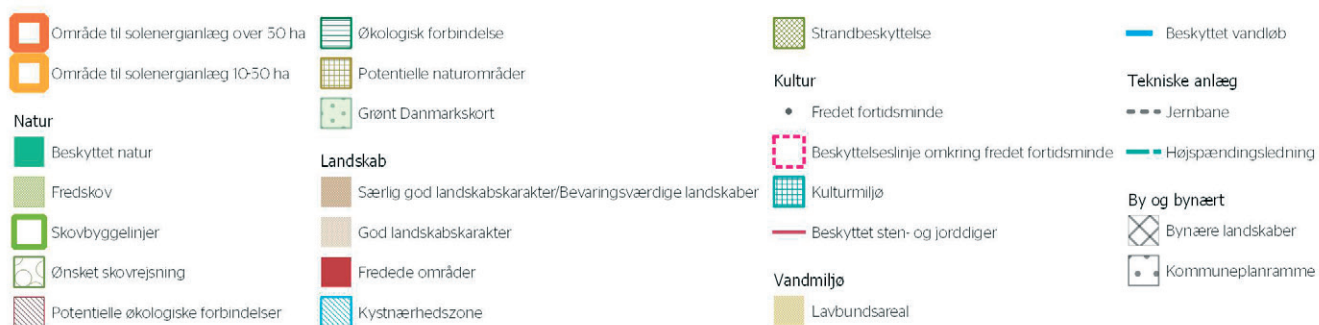 Område til solenergianlæg over 30 ha
Område til solenergianlæg 10-30 ha
Natur
Beskyttet natur
Fredskov
Skovbyggelinjer
Ønsket skovrejsning
Potentielle økologiske forbindelser
Økologisk forbindelse
Potentielle naturområder
Grønt Danmarkskort
Landskab
Særlig god landskabskarakter/Bevaringsværdige landskaber
God landskabskarakter
Fredede områder
Kystnærhedszone
Strandbeskyttelse
Kultur
Fredet fortidsminde
Beskyttelseslinje omkring fredet fortidsminde
Kulturmiljø
Beskyttet sten- og jorddiger
Vandmiljø
Lavbundsareal
Beskyttet vandløb
Tekniske anlæg
Jernbane
Højspændingsledning
By og bynært
Bynære landskaber
Kommuneplanramme